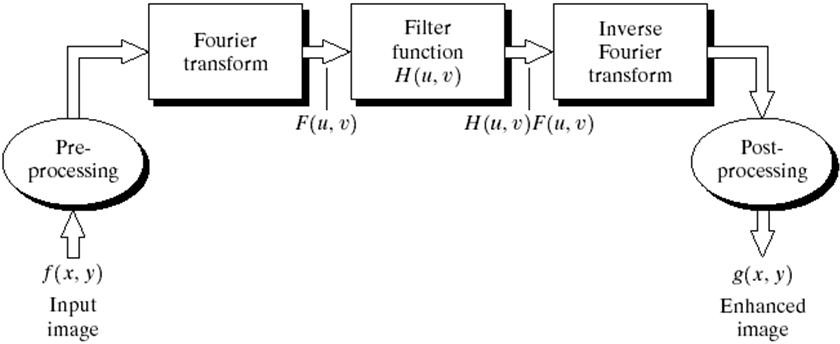 Fourier
transform
Filter
function
H(u, v)
Inverse
Fourier
transform
F(u, v)
H(u, v)F(u, v)
Pre-
processing
Post-
processing
f(x, y)
Input
image
g(x, y)
Enhanced
image